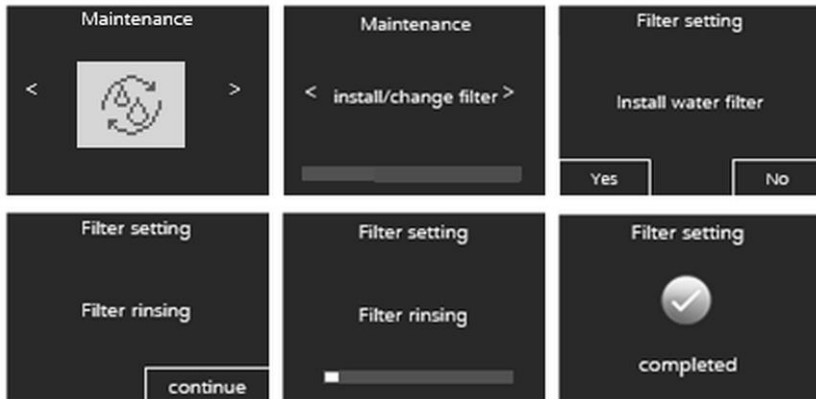 Maintenance
< >
Maintenance
< install/change filter >
Filter setting
Install water filter
Yes No
Filter setting
Filter rinsing
continue
Filter setting
Filter rinsing
Filter setting
completed